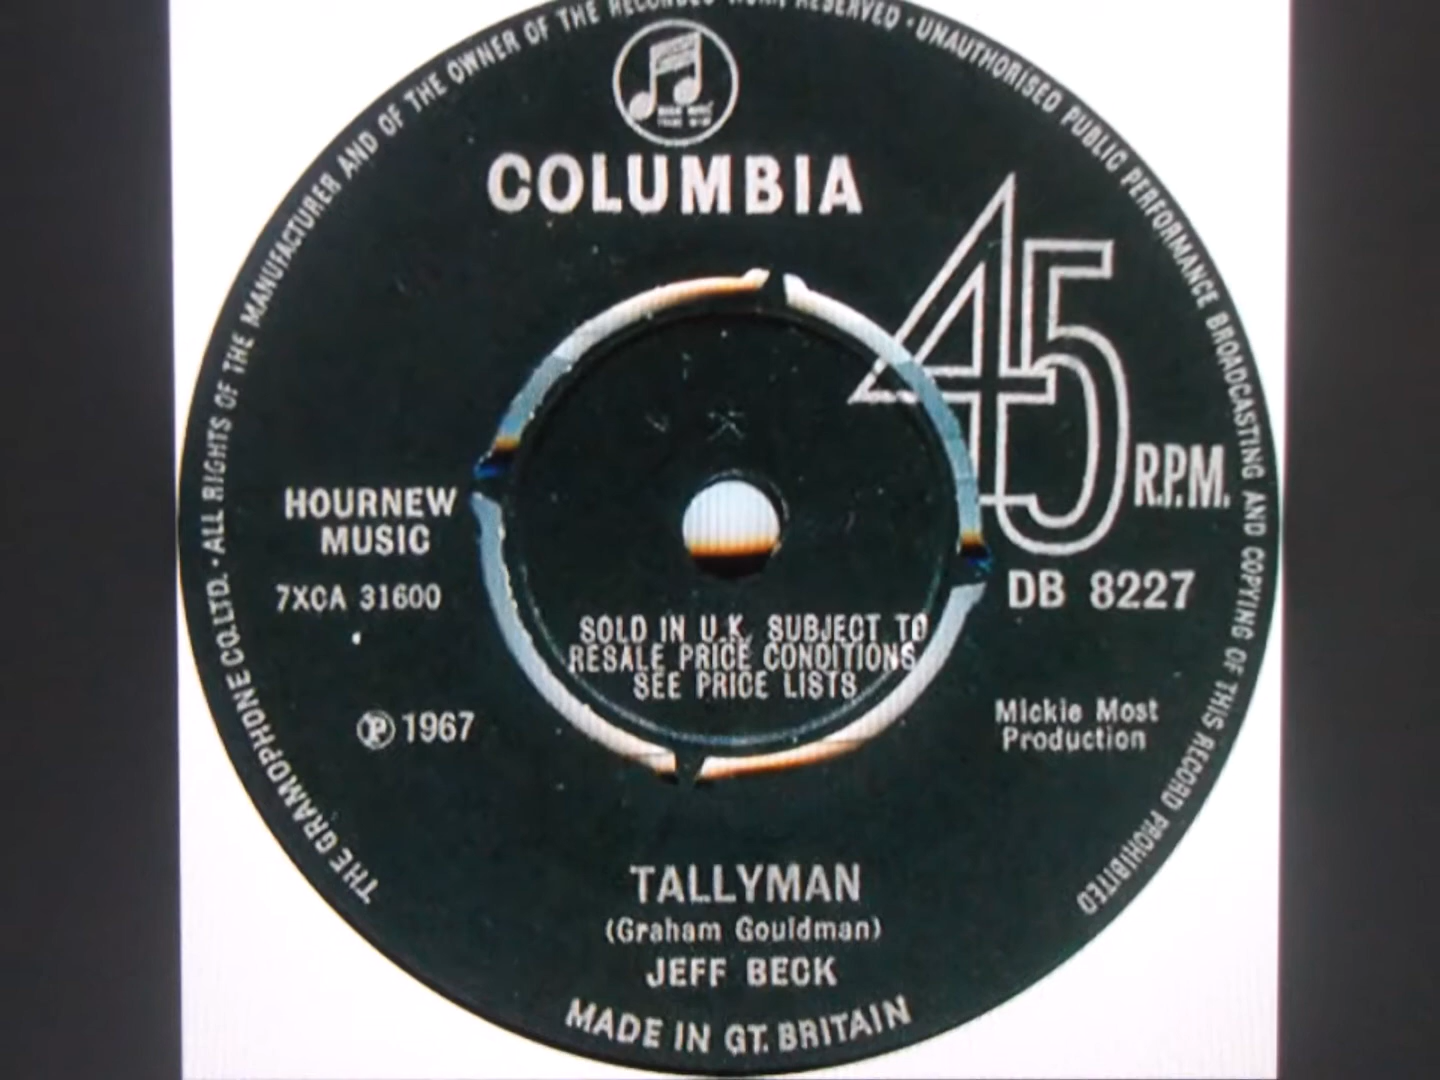 THE GRAMOPHONE CO.LTD. · ALL RIGHTS OF THE MANUFACTURER AND OF THE OWNER OF THE RECORDED WORK RESERVED · UNAUTHORISED PUBLIC PERFORMANCE BROADCASTING AND COPYING OF THIS RECORD PROHIBITED
COLUMBIA
45
R.P.M.
HOURNEW
MUSIC
7XCA 31600
DB 8227
SOLD IN U.K. SUBJECT TO
RESALE PRICE CONDITIONS
SEE PRICE LISTS
Ⓟ 1967
Mickie Most
Production
TALLYMAN
(Graham Gouldman)
JEFF BECK
MADE IN GT. BRITAIN